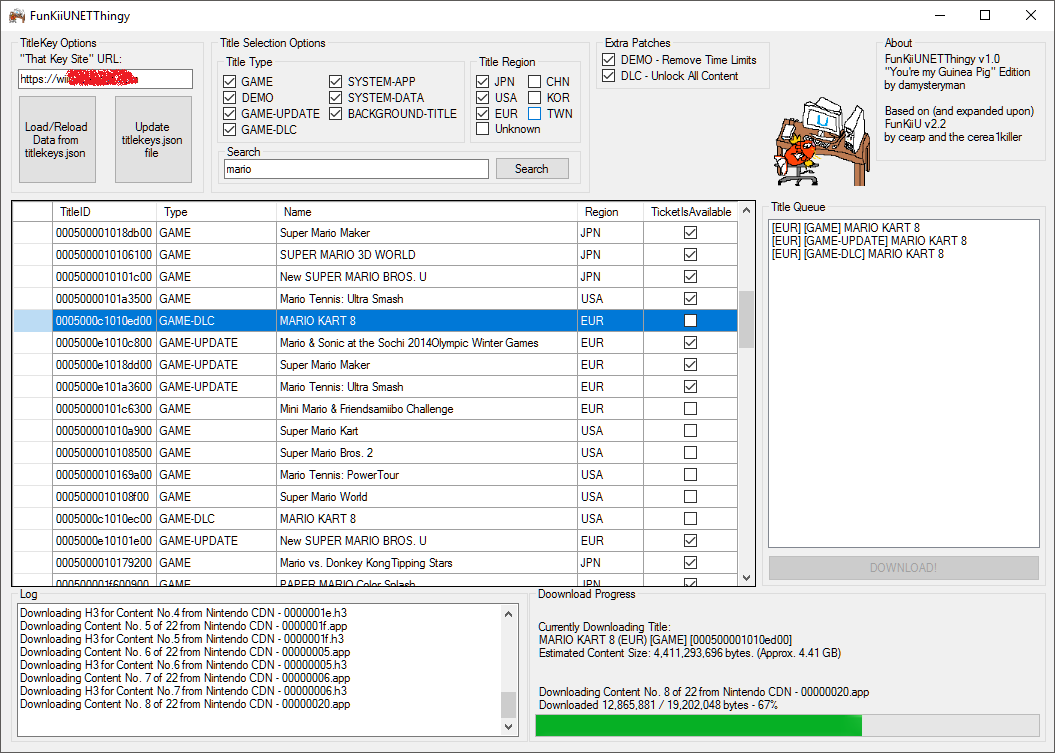 FunKiiUNETThingy
TitleKey Options
"That Key Site" URL:
https://wii
Load/Reload
Data from
titlekeys.json
Update
titlekeys.json
file
Title Selection Options
Title Type
GAME
DEMO
GAME-UPDATE
GAME-DLC
SYSTEM-APP
SYSTEM-DATA
BACKGROUND-TITLE
Title Region
JPN CHN
USA KOR
EUR TWN
Unknown
Search
mario
Search
Extra Patches
DEMO - Remove Time Limits
DLC - Unlock All Content
About
FunKiiUNETThingy v1.0
"You're my Guinea Pig" Edition
by damysteryman
Based on (and expanded upon)
FunKiiU v2.2
by cearp and the cerea1killer
TitleID Type Name Region TicketIsAvailable
000500001018db00 GAME Super Mario Maker JPN
0005000010106100 GAME SUPER MARIO 3D WORLD JPN
0005000010101c00 GAME New SUPER MARIO BROS. U JPN
00050000101a3500 GAME Mario Tennis: Ultra Smash USA
0005000c1010ed00 GAME-DLC MARIO KART 8 EUR
0005000e1010c800 GAME-UPDATE Mario & Sonic at the Sochi 2014Olympic Winter Games EUR
0005000e1018dd00 GAME-UPDATE Super Mario Maker EUR
0005000e101a3600 GAME-UPDATE Mario Tennis: Ultra Smash EUR
00050000101c6300 GAME Mini Mario & Friendsamiibo Challenge EUR
000500001010a900 GAME Super Mario Kart USA
0005000010108500 GAME Super Mario Bros. 2 USA
0005000010169a00 GAME Mario Tennis: PowerTour USA
0005000010108f00 GAME Super Mario World USA
0005000c1010ec00 GAME-DLC MARIO KART 8 USA
0005000e10101e00 GAME-UPDATE New SUPER MARIO BROS. U EUR
0005000010179200 GAME Mario vs. Donkey Kong Tipping Stars JPN
000500001f600900 GAME PAPER MARIO Color Splash JPN
Title Queue
[EUR] [GAME] MARIO KART 8
[EUR] [GAME-UPDATE] MARIO KART 8
[EUR] [GAME-DLC] MARIO KART 8
DOWNLOAD!
Log
Downloading H3 for Content No.4 from Nintendo CDN - 0000001e.h3
Downloading Content No. 5 of 22 from Nintendo CDN - 0000001f.app
Downloading H3 for Content No.5 from Nintendo CDN - 0000001f.h3
Downloading Content No. 6 of 22 from Nintendo CDN - 00000005.app
Downloading H3 for Content No.6 from Nintendo CDN - 00000005.h3
Downloading Content No. 7 of 22 from Nintendo CDN - 00000006.app
Downloading H3 for Content No.7 from Nintendo CDN - 00000006.h3
Downloading Content No. 8 of 22 from Nintendo CDN - 00000020.app
Doownload Progress
Currently Downloading Title:
MARIO KART 8 (EUR) [GAME] [000500001010ed00]
Estimated Content Size: 4,411,293,696 bytes. (Approx. 4.41 GB)
Downloading Content No. 8 of 22 from Nintendo CDN - 00000020.app
Downloaded 12,865,881 / 19,202,048 bytes - 67%